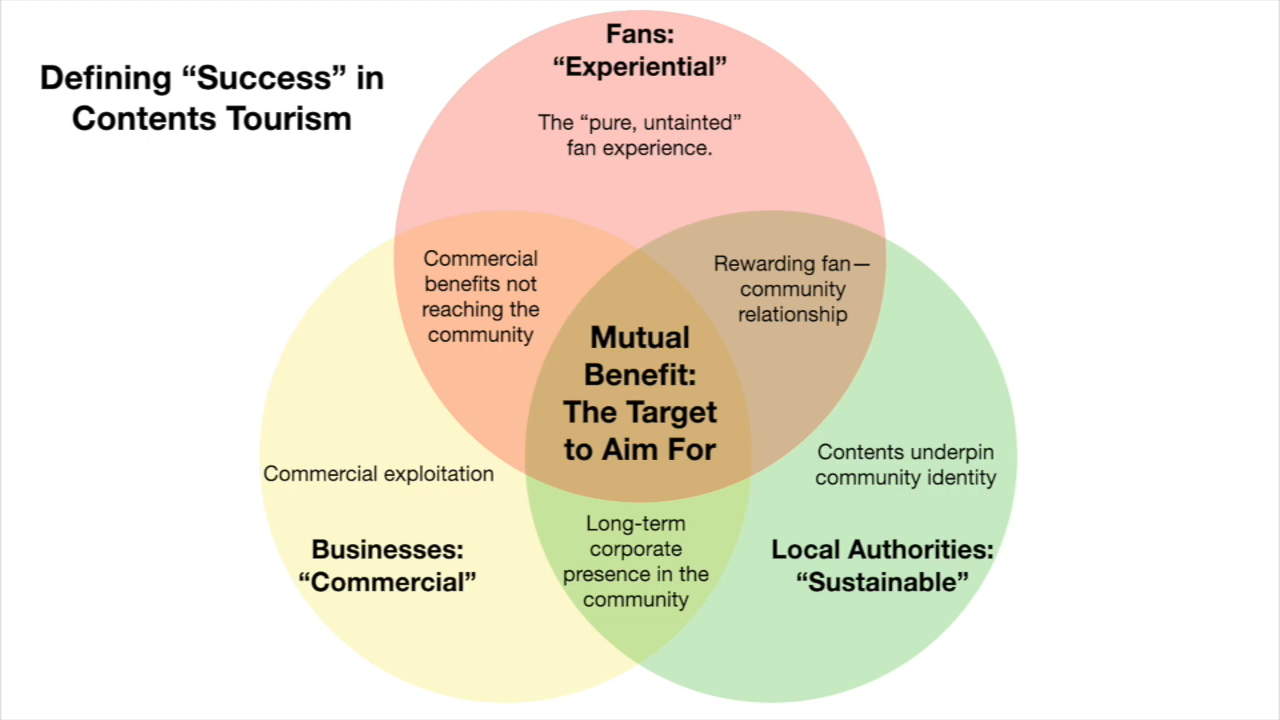 Defining “Success” in
Contents Tourism
Fans:
“Experiential”
The “pure, untainted”
fan experience.
Commercial
benefits not
reaching the
community
Rewarding fan—
community
relationship
Mutual
Benefit:
The Target
to Aim For
Commercial exploitation
Businesses:
“Commercial”
Long-term
corporate
presence in the
community
Contents underpin
community identity
Local Authorities:
“Sustainable”